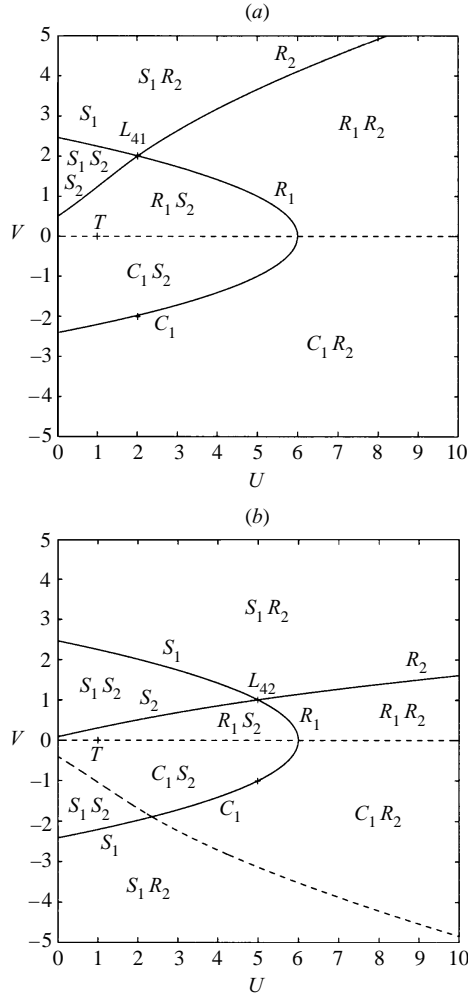 (a)
5
4
3
2
1
0
–1
–2
–3
–4
–5
V
S₁R₂
R₂
S₁
L₄₁
R₁R₂
S₁S₂
S₂
R₁S₂
R₁
T
C₁S₂
C₁
C₁R₂
0 1 2 3 4 5 6 7 8 9 10
U
(b)
5
4
3
2
1
0
–1
–2
–3
–4
–5
V
S₁R₂
S₁
L₄₂
R₂
S₁S₂
S₂
R₁S₂
R₁
R₁R₂
T
C₁S₂
S₁S₂
C₁
C₁R₂
S₁
S₁R₂
0 1 2 3 4 5 6 7 8 9 10
U